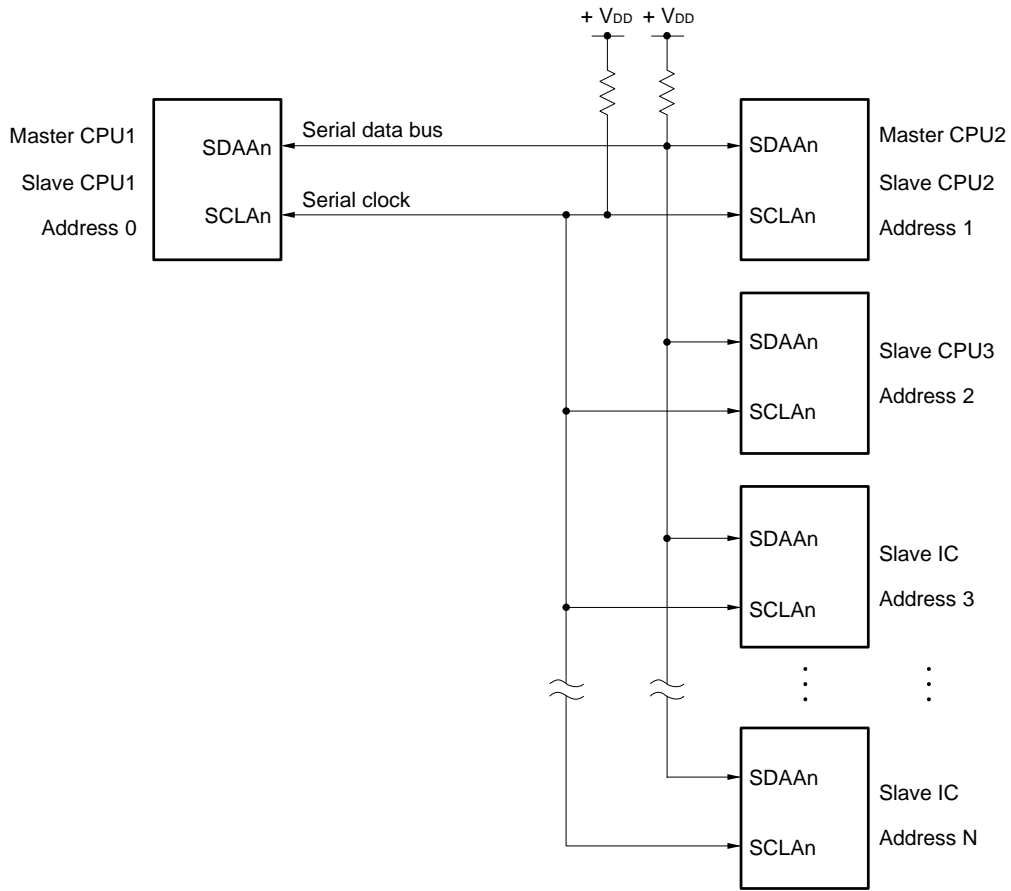 + VDD + VDD
Master CPU1
Slave CPU1
Address 0
SDAAn
SCLAn
Serial data bus
Serial clock
SDAAn
SCLAn
Master CPU2
Slave CPU2
Address 1
SDAAn
SCLAn
Slave CPU3
Address 2
SDAAn
SCLAn
Slave IC
Address 3
SDAAn
SCLAn
Slave IC
Address N